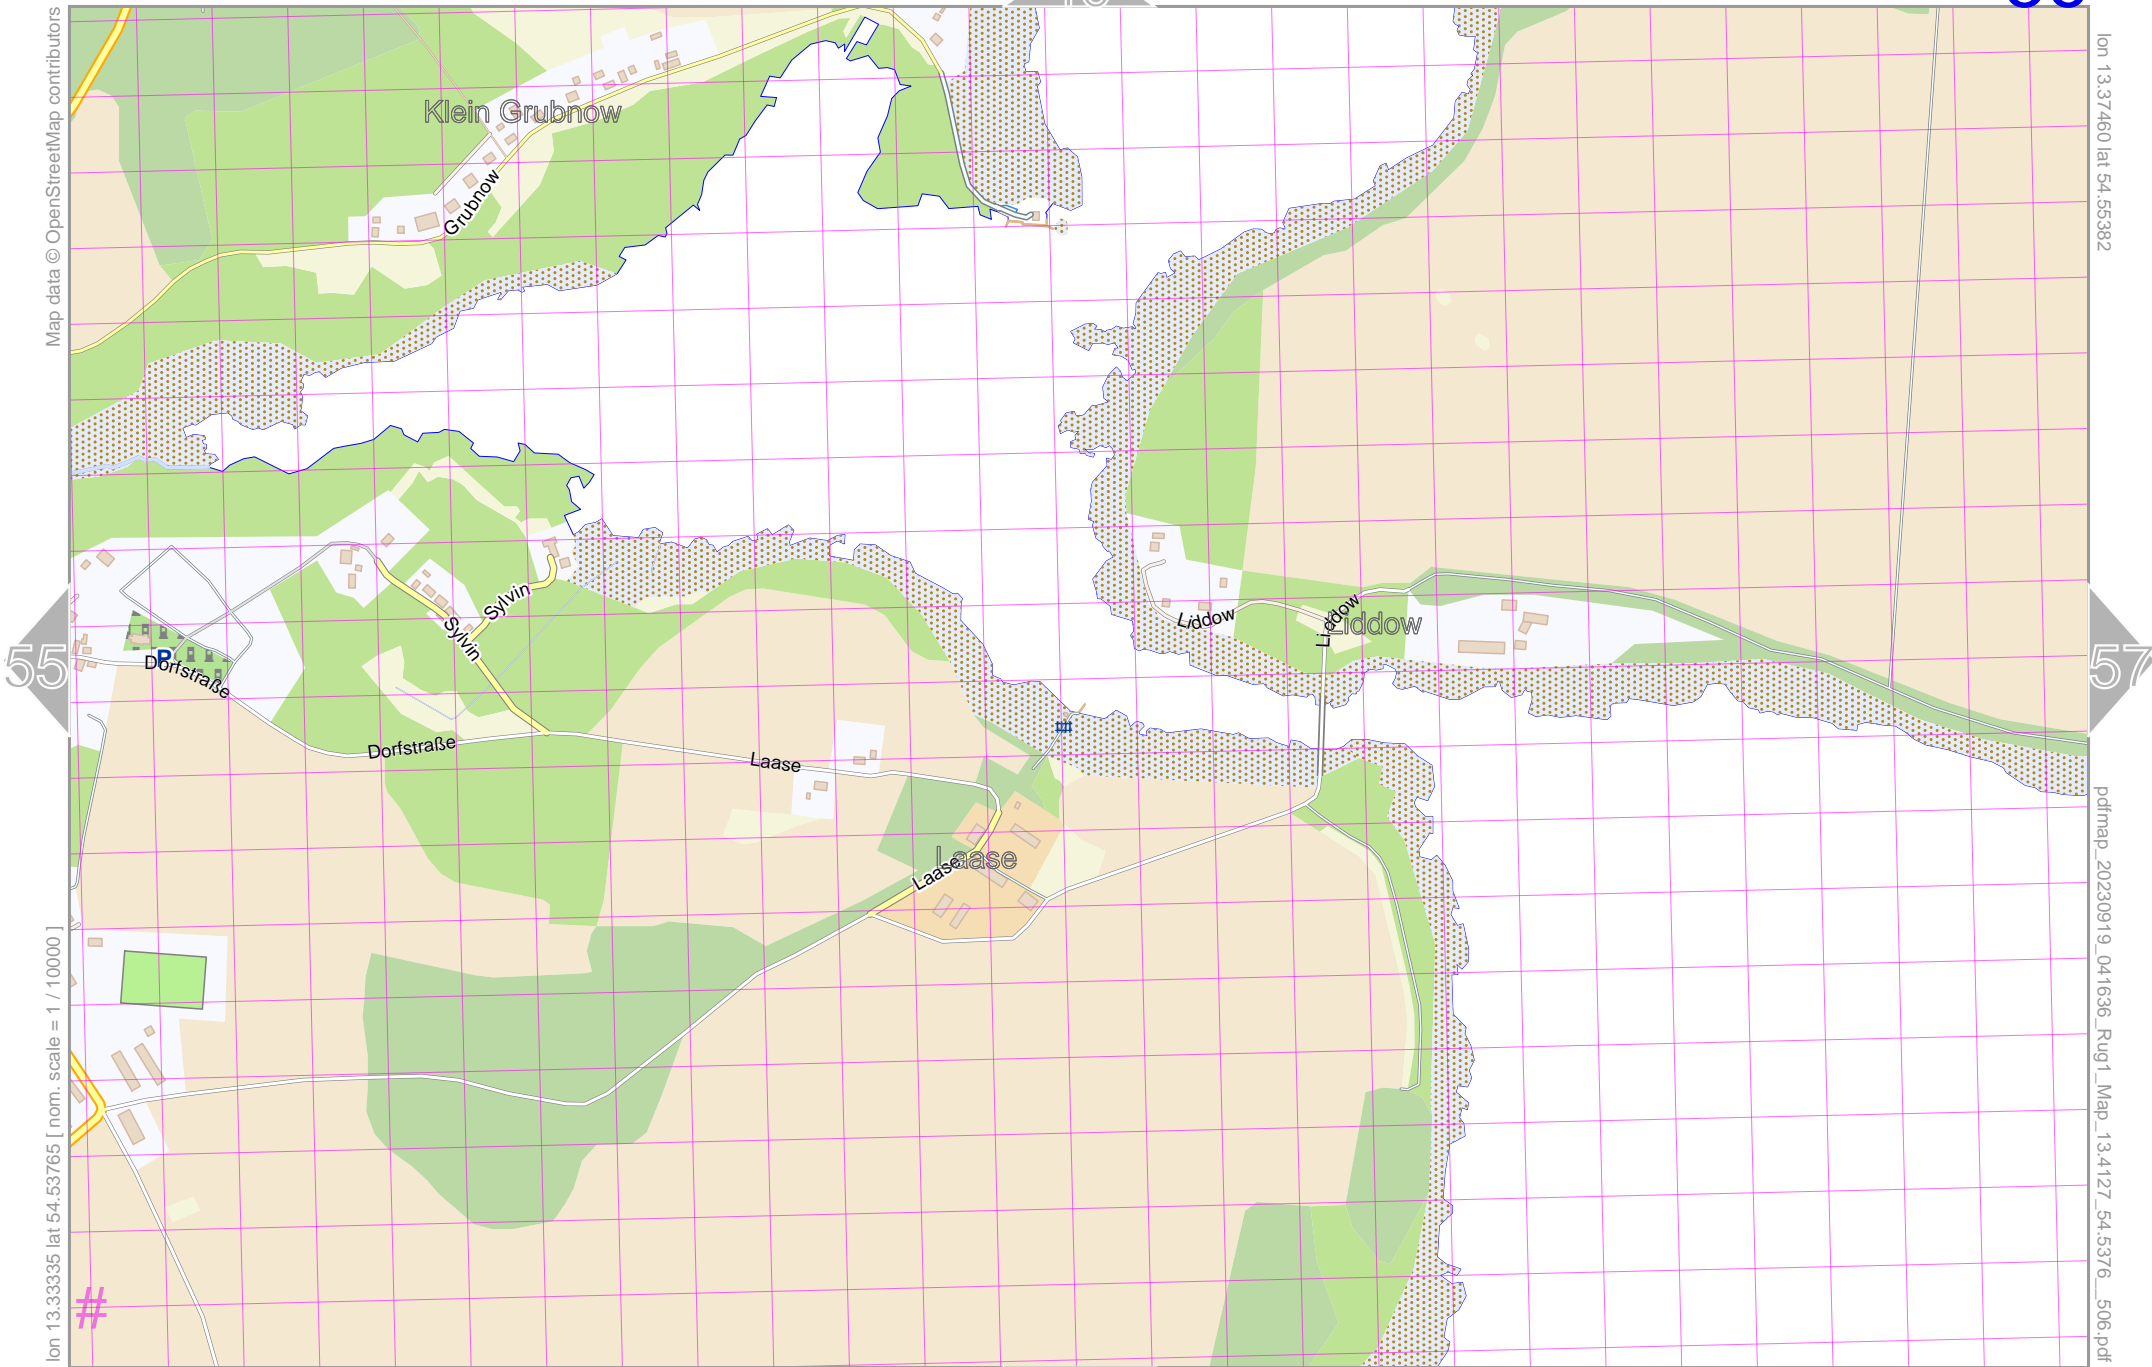 Map data © OpenStreetMap contributors
lon 13.37460 lat 54.55382
Klein Grubnow
Grubnow
Sylvin
Sylvin
Liddow
Liddow
Liddow
P
Dorfstraße
55
57
Dorfstraße
Laase
Laase
Laase
lon 13.33335 lat 54.53765 [ nom. scale = 1 / 10000 ]
pdfmap_20230919_041636_Rug1_Map_13.4127_54.5376__506.pdf
#